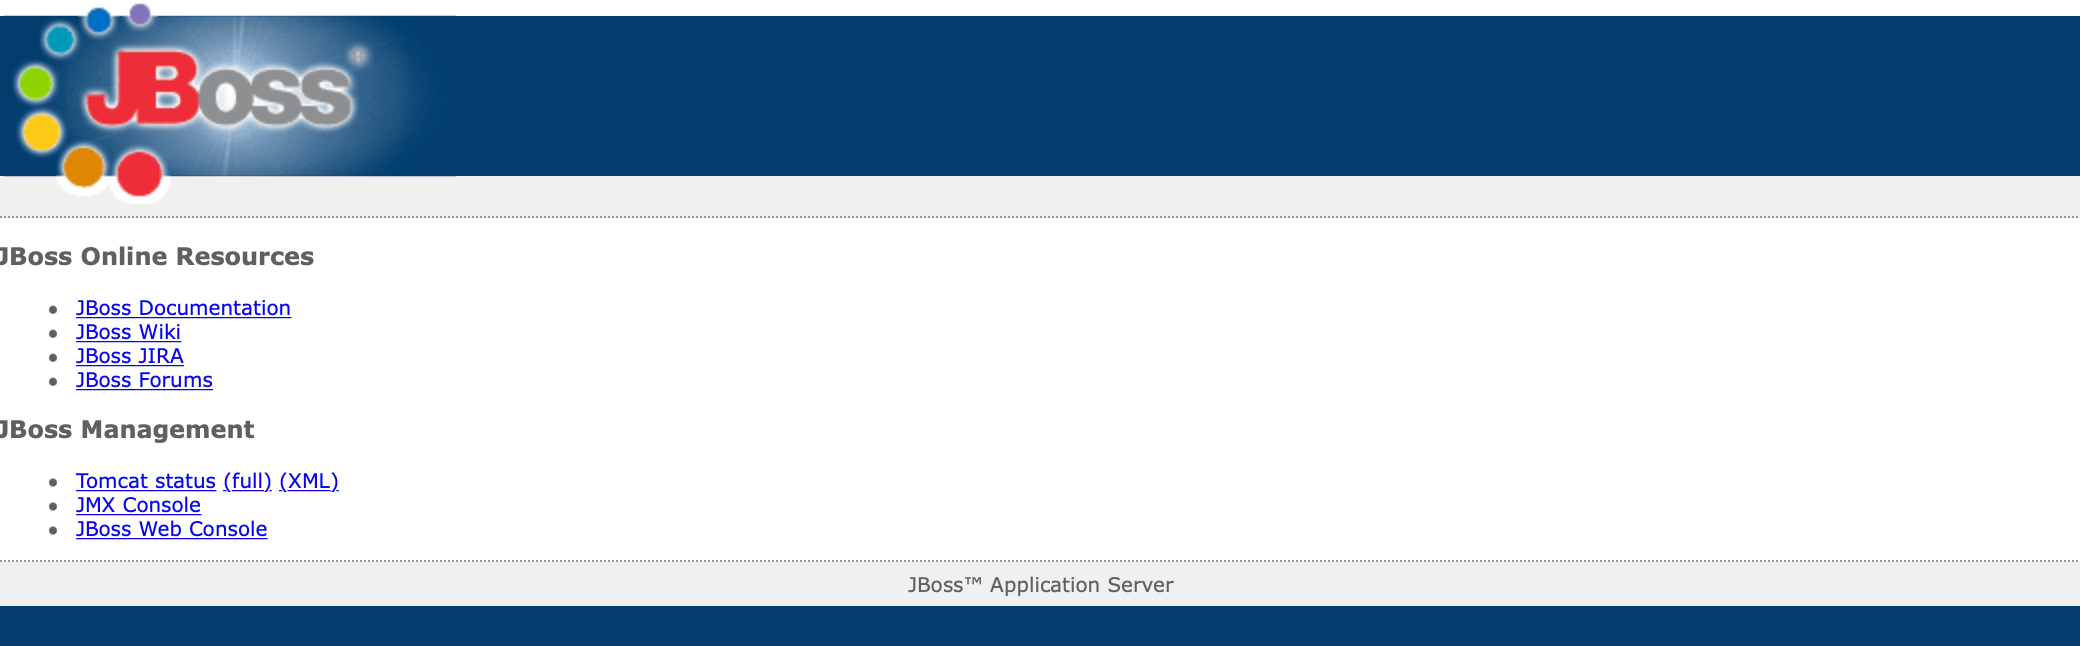 JBoss®
JBoss Online Resources
JBoss Documentation
JBoss Wiki
JBoss JIRA
JBoss Forums
JBoss Management
Tomcat status (full) (XML)
JMX Console
JBoss Web Console
JBoss™ Application Server